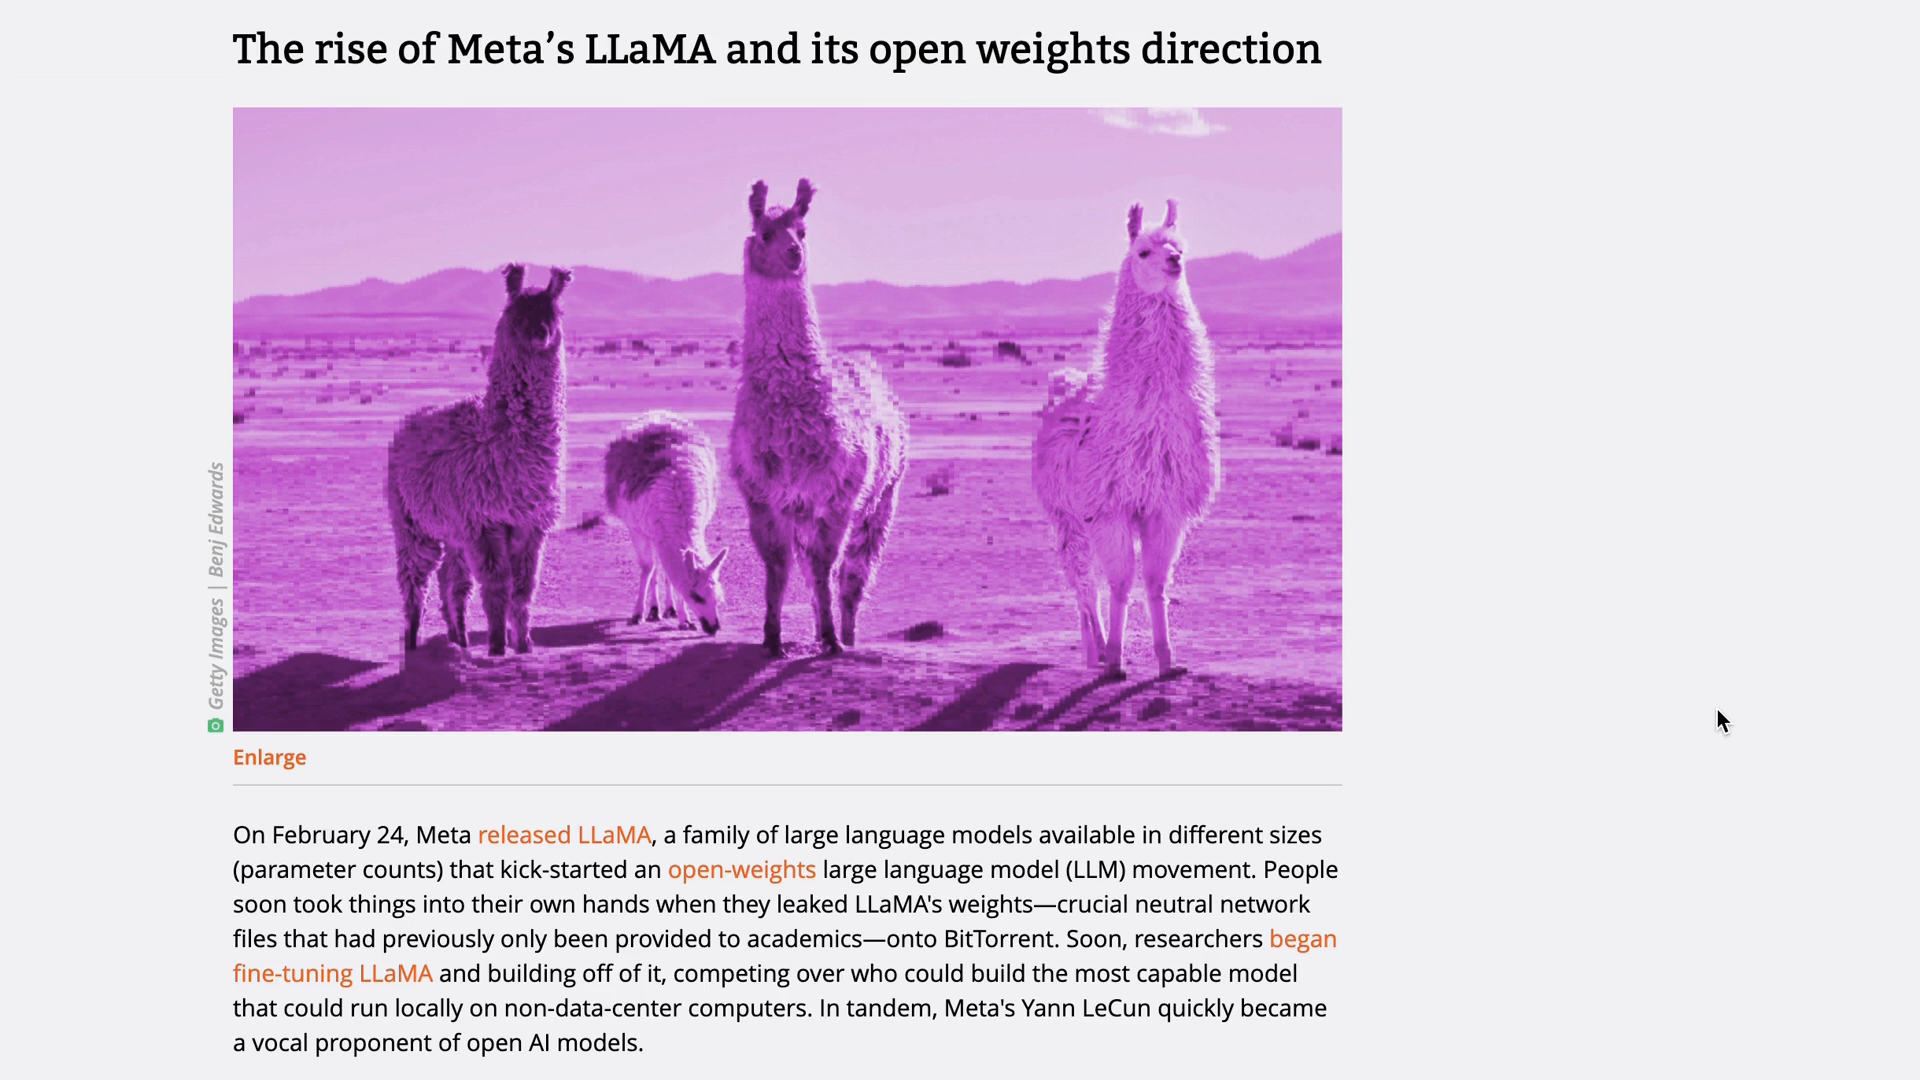 The rise of Meta’s LLaMA and its open weights direction
Getty Images | Benj Edwards
Enlarge
On February 24, Meta released LLaMA, a family of large language models available in different sizes
(parameter counts) that kick-started an open-weights large language model (LLM) movement. People
soon took things into their own hands when they leaked LLaMA's weights—crucial neutral network
files that had previously only been provided to academics—onto BitTorrent. Soon, researchers began
fine-tuning LLaMA and building off of it, competing over who could build the most capable model
that could run locally on non-data-center computers. In tandem, Meta's Yann LeCun quickly became
a vocal proponent of open AI models.